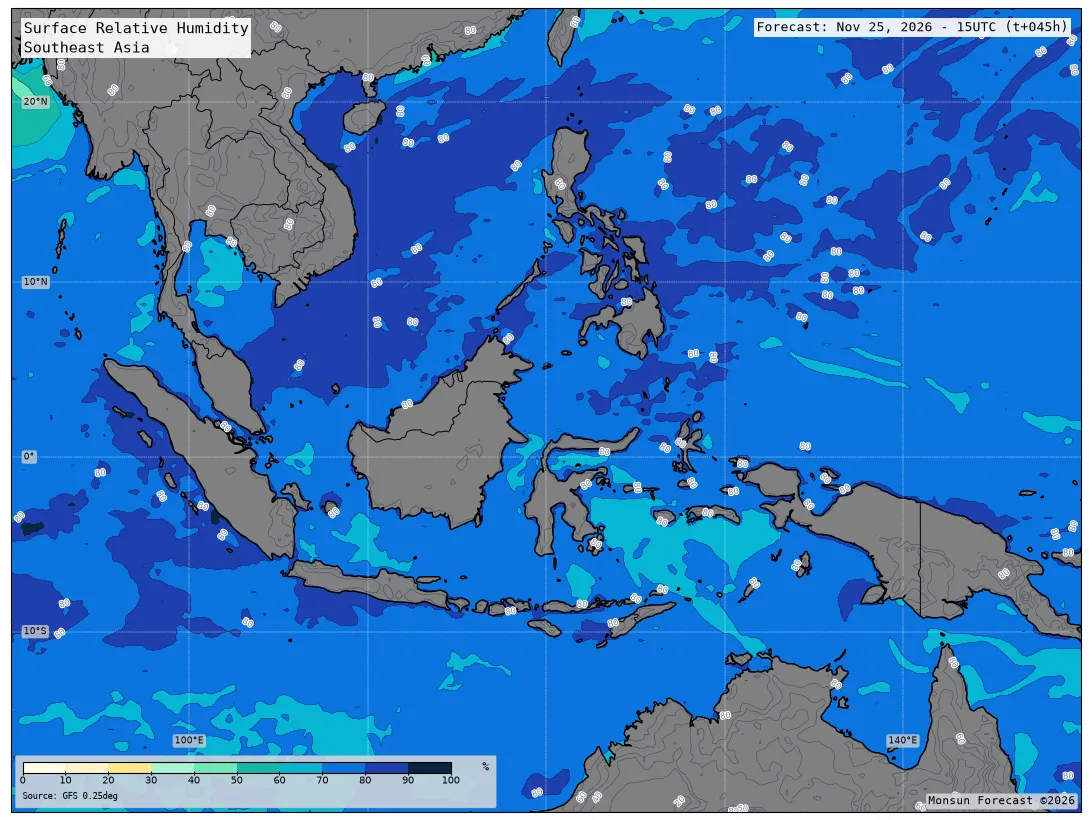 Surface Relative Humidity
Southeast Asia
Forecast: Nov 25, 2026 - 15UTC (t+045h)
20°N
10°N
0°
10°S
100°E
140°E
0 10 20 30 40 50 60 70 80 90 100 %
Source: GFS 0.25deg
Monsun Forecast ©2026